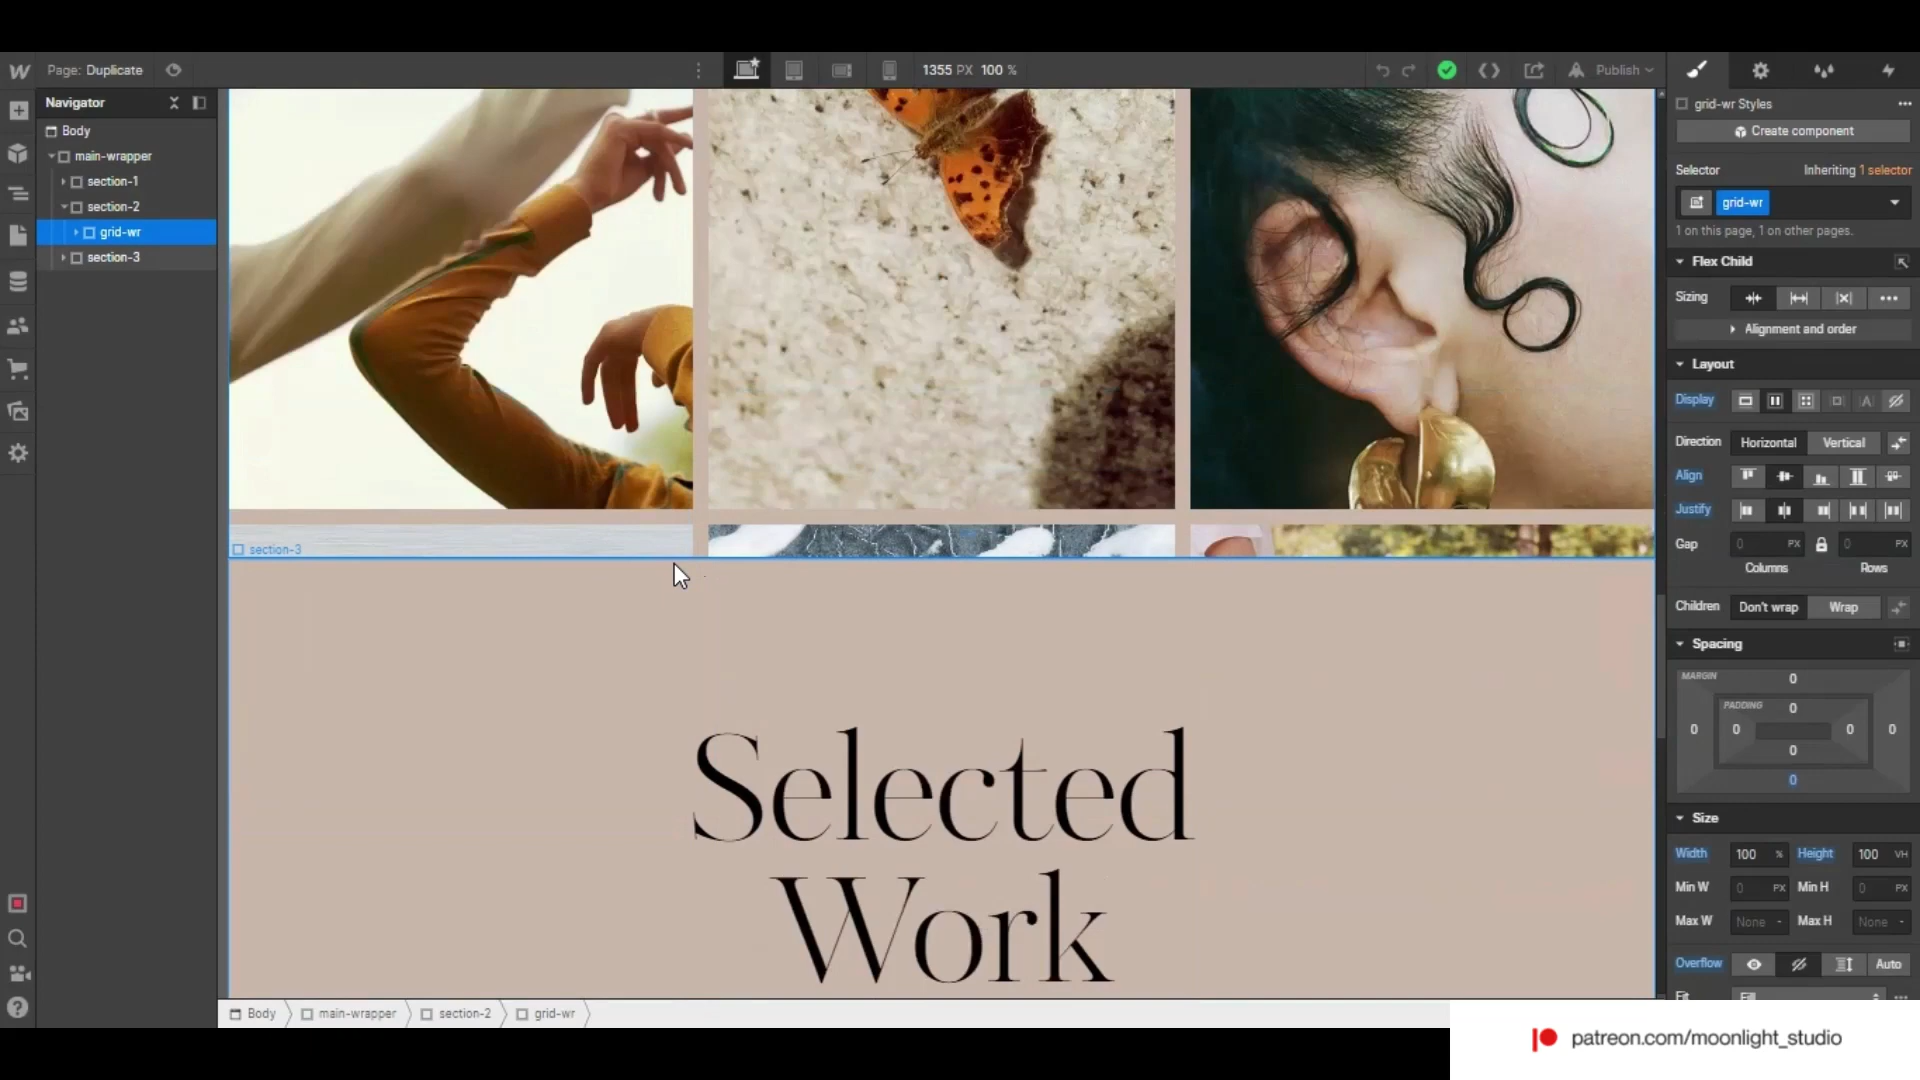 Page: Duplicate
1355 PX 100 %
Publish
Navigator
Body
main-wrapper
section-1
section-2
grid-wr
section-3
section-3
Selected
Work
Body
main-wrapper
section-2
grid-wr
grid-wr Styles
Create component
Selector
Inheriting 1 selector
grid-wr
1 on this page, 1 on other pages.
Flex Child
Sizing
Alignment and order
Layout
Display
Direction Horizontal Vertical
Align
Justify
Gap 0 PX 0 PX
Columns Rows
Children Don't wrap Wrap
Spacing
MARGIN
0
PADDING
0
0 0 0 0
0
0
Size
Width 100 % Height 100 VH
Min W 0 PX Min H 0 PX
Max W None - Max H None -
Overflow Auto
Fit Fill
patreon.com/moonlight_studio